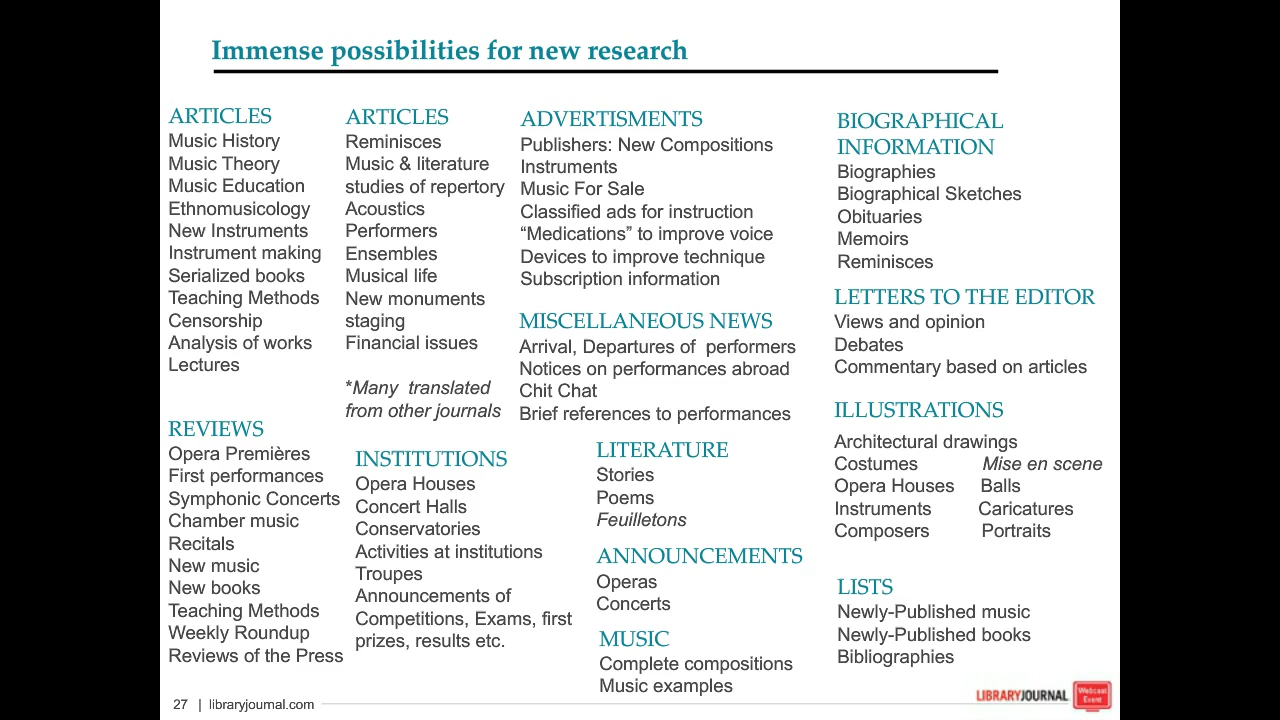 Immense possibilities for new research
ARTICLES
Music History
Music Theory
Music Education
Ethnomusicology
New Instruments
Instrument making
Serialized books
Teaching Methods
Censorship
Analysis of works
Lectures
REVIEWS
Opera Premières
First performances
Symphonic Concerts
Chamber music
Recitals
New music
New books
Teaching Methods
Weekly Roundup
Reviews of the Press
ARTICLES
Reminisces
Music & literature
studies of repertory
Acoustics
Performers
Ensembles
Musical life
New monuments
staging
Financial issues
*Many translated
from other journals
INSTITUTIONS
Opera Houses
Concert Halls
Conservatories
Activities at institutions
Troupes
Announcements of
Competitions, Exams, first
prizes, results etc.
ADVERTISMENTS
Publishers: New Compositions
Instruments
Music For Sale
Classified ads for instruction
“Medications” to improve voice
Devices to improve technique
Subscription information
MISCELLANEOUS NEWS
Arrival, Departures of performers
Notices on performances abroad
Chit Chat
Brief references to performances
LITERATURE
Stories
Poems
Feuilletons
ANNOUNCEMENTS
Operas
Concerts
MUSIC
Complete compositions
Music examples
BIOGRAPHICAL
INFORMATION
Biographies
Biographical Sketches
Obituaries
Memoirs
Reminisces
LETTERS TO THE EDITOR
Views and opinion
Debates
Commentary based on articles
ILLUSTRATIONS
Architectural drawings
Costumes Mise en scene
Opera Houses Balls
Instruments Caricatures
Composers Portraits
LISTS
Newly-Published music
Newly-Published books
Bibliographies
27 | libraryjournal.com
LIBRARYJOURNAL
Webcast
Event